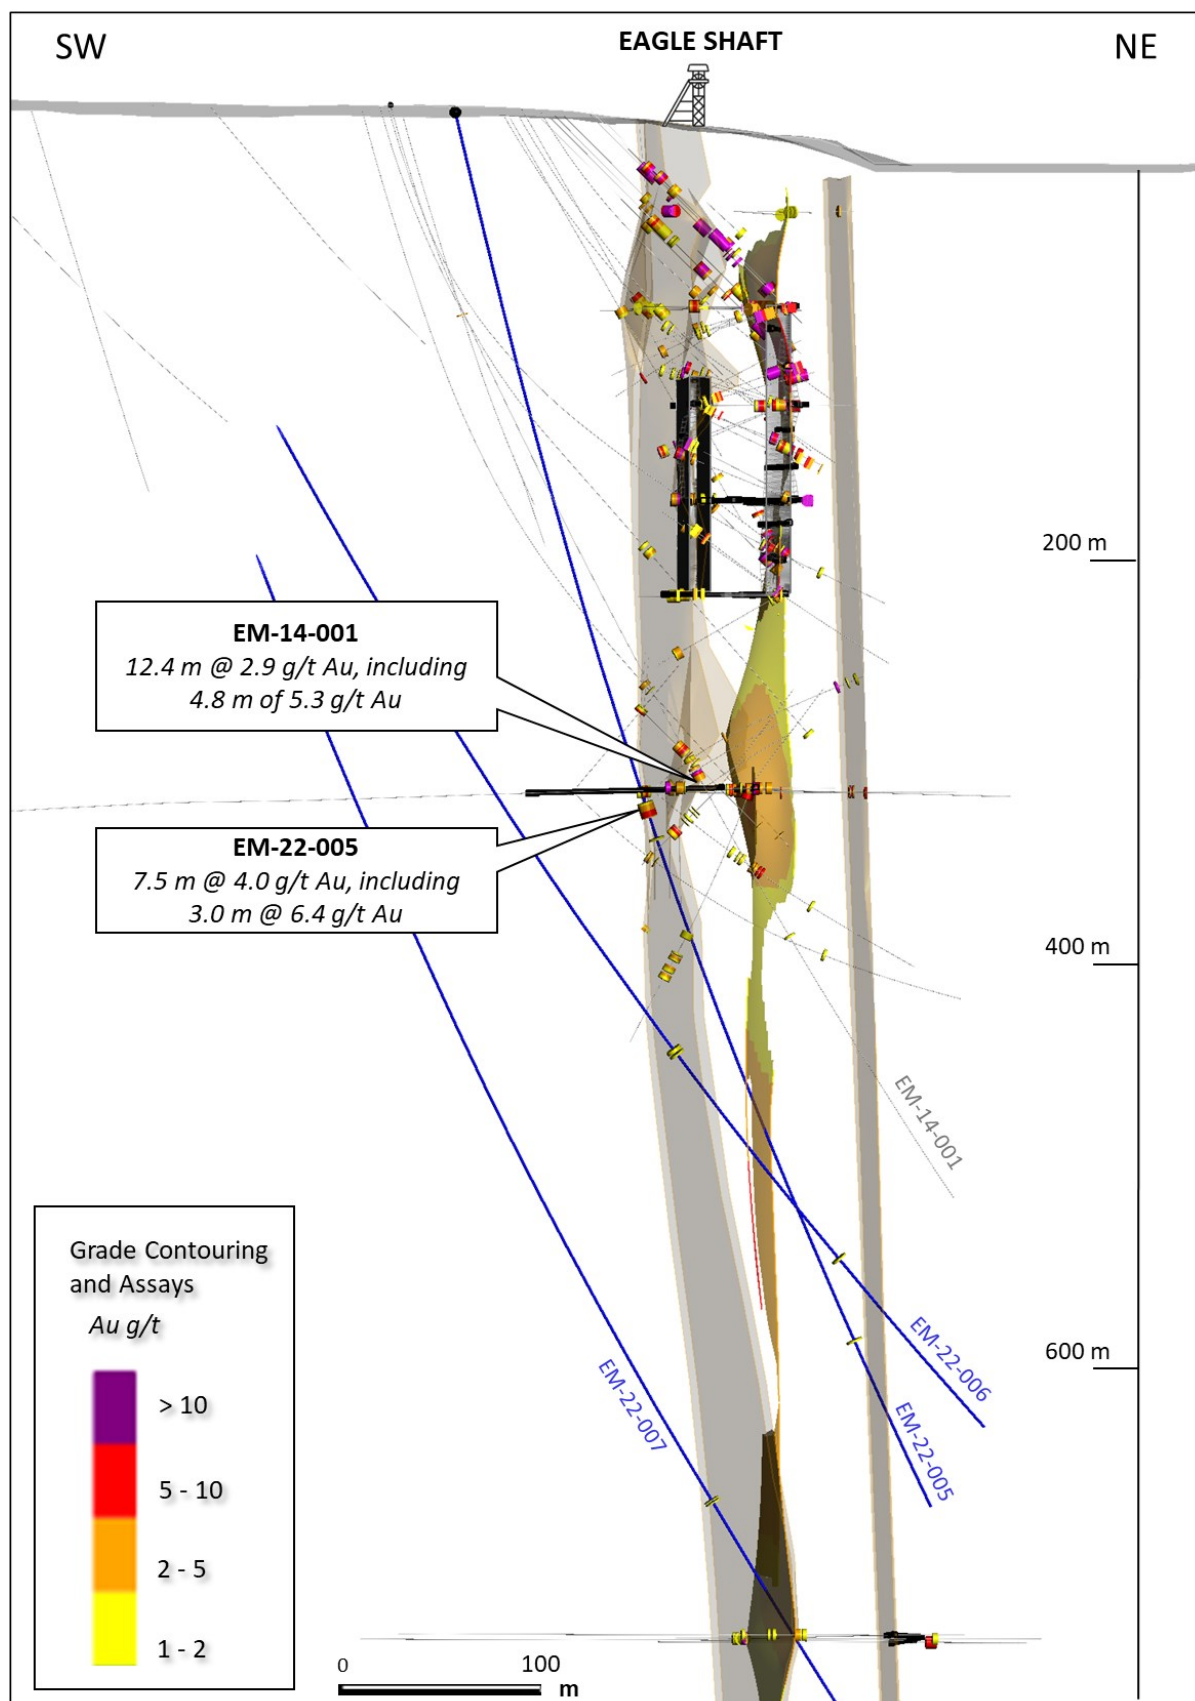 SW
EAGLE SHAFT
NE
200 m
EM-14-001
12.4 m @ 2.9 g/t Au, including
4.8 m of 5.3 g/t Au
EM-22-005
7.5 m @ 4.0 g/t Au, including
3.0 m @ 6.4 g/t Au
400 m
EM-14-001
600 m
EM-22-006
EM-22-007
EM-22-005
Grade Contouring
and Assays
Au g/t
> 10
5 - 10
2 - 5
1 - 2
0 100
m